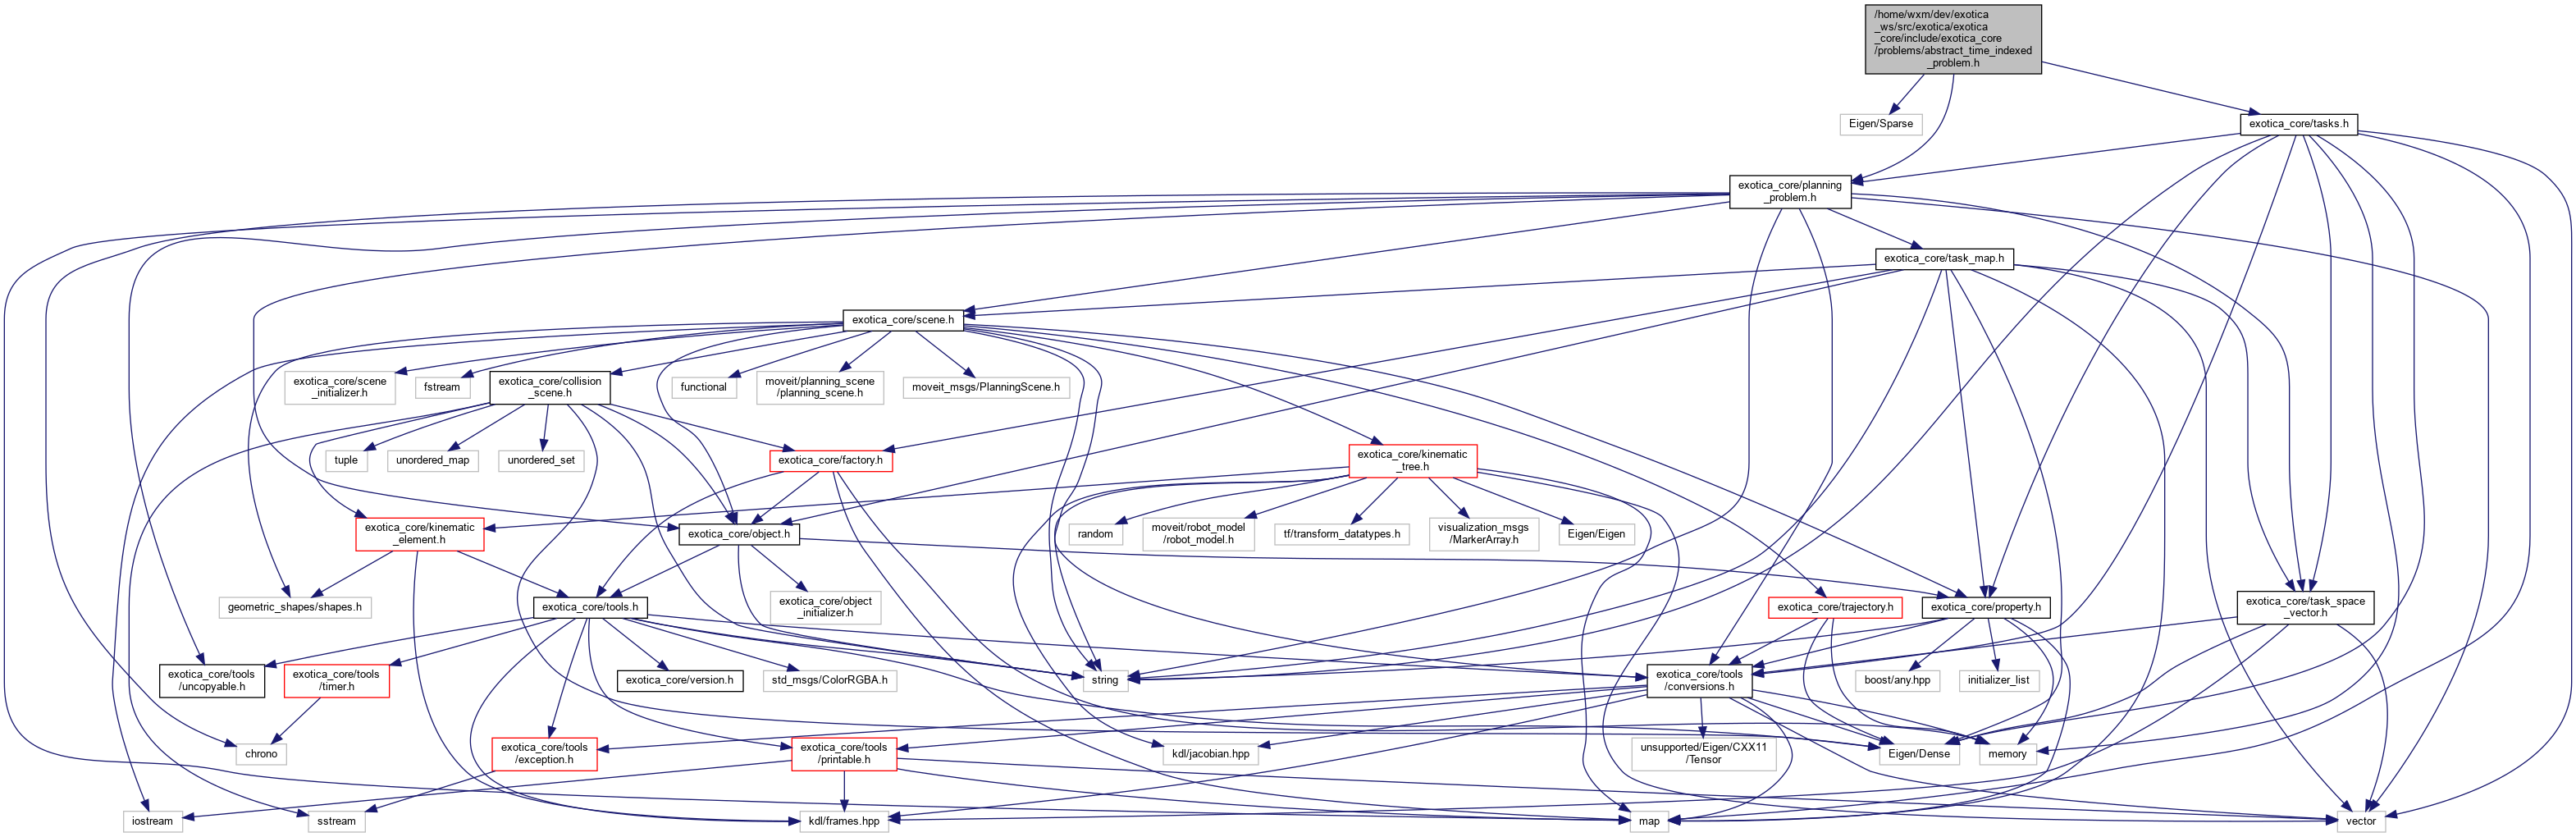 /home/wxm/dev/exotica
_ws/src/exotica/exotica
_core/include/exotica_core
/problems/abstract_time_indexed
_problem.h
Eigen/Sparse
exotica_core/tasks.h
exotica_core/planning
_problem.h
exotica_core/task_map.h
exotica_core/scene.h
exotica_core/scene
_initializer.h
fstream
exotica_core/collision
_scene.h
functional
moveit/planning_scene
/planning_scene.h
moveit_msgs/PlanningScene.h
tuple
unordered_map
unordered_set
exotica_core/factory.h
exotica_core/kinematic
_tree.h
exotica_core/kinematic
_element.h
exotica_core/object.h
random
moveit/robot_model
/robot_model.h
tf/transform_datatypes.h
visualization_msgs
/MarkerArray.h
Eigen/Eigen
geometric_shapes/shapes.h
exotica_core/tools.h
exotica_core/object
_initializer.h
exotica_core/trajectory.h
exotica_core/property.h
exotica_core/task_space
_vector.h
exotica_core/tools
/uncopyable.h
exotica_core/tools
/timer.h
exotica_core/version.h
std_msgs/ColorRGBA.h
string
exotica_core/tools
/conversions.h
boost/any.hpp
initializer_list
chrono
exotica_core/tools
/exception.h
exotica_core/tools
/printable.h
kdl/jacobian.hpp
unsupported/Eigen/CXX11
/Tensor
Eigen/Dense
memory
iostream
sstream
kdl/frames.hpp
map
vector